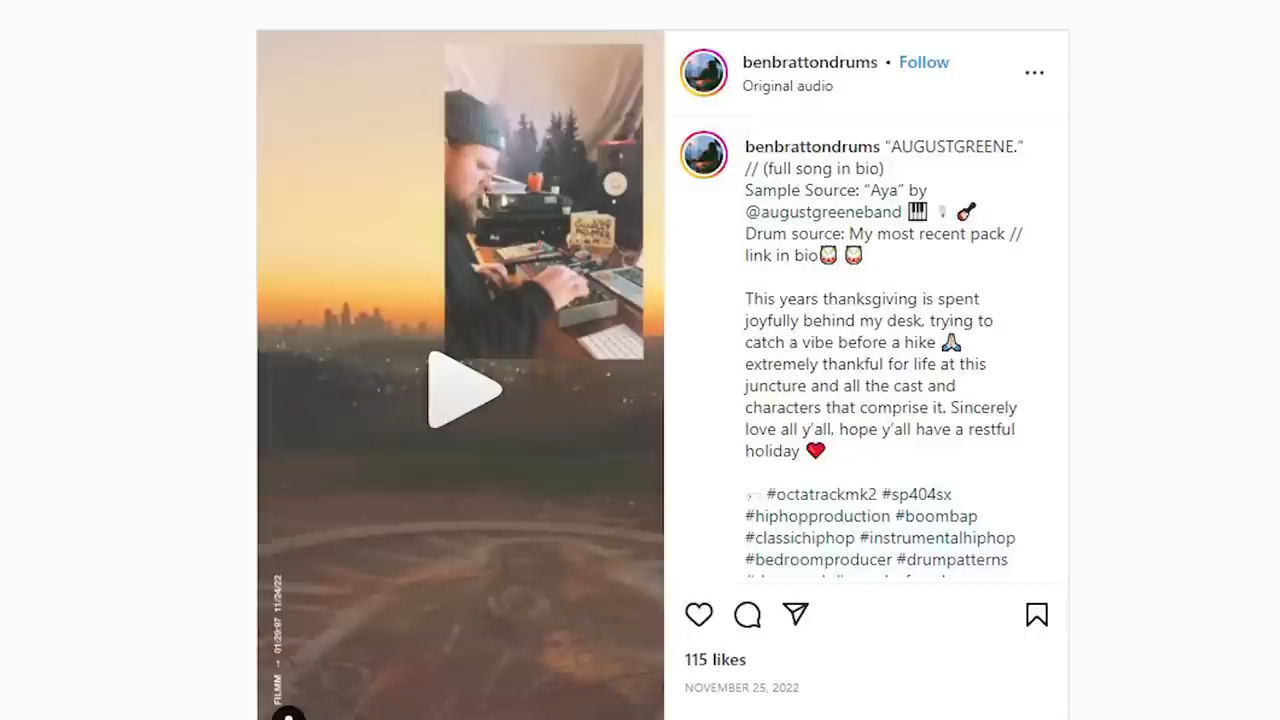 benbrattondrums • Follow
Original audio
benbrattondrums "AUGUSTGREENE."
// (full song in bio)
Sample Source: "Aya" by
@augustgreeneband 🎹 🎙 🎸
Drum source: My most recent pack //
link in bio🥁 🥁
This years thanksgiving is spent
joyfully behind my desk, trying to
catch a vibe before a hike 🙏🏻
extremely thankful for life at this
juncture and all the cast and
characters that comprise it. Sincerely
love all y'all, hope y'all have a restful
holiday ❤️
#octatrackmk2 #sp404sx
#hiphopproduction #boombap
#classichiphop #instrumentalhiphop
#bedroomproducer #drumpatterns
115 likes
NOVEMBER 25, 2022
FILMM → 01:29:97 11/24/22